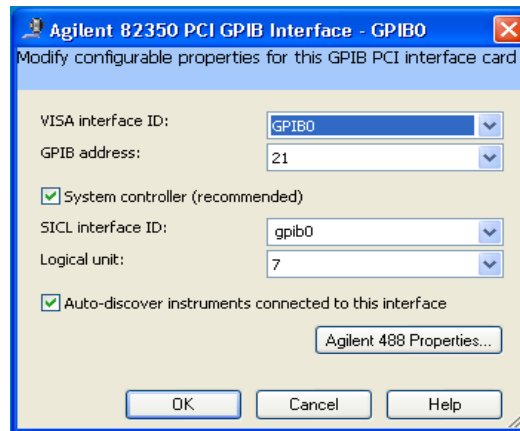 Agilent 82350 PCI GPIB Interface - GPIB0
Modify configurable properties for this GPIB PCI interface card
VISA interface ID: GPIB0
GPIB address: 21
System controller (recommended)
SICL interface ID: gpib0
Logical unit: 7
Auto-discover instruments connected to this interface
Agilent 488 Properties...
OK Cancel Help